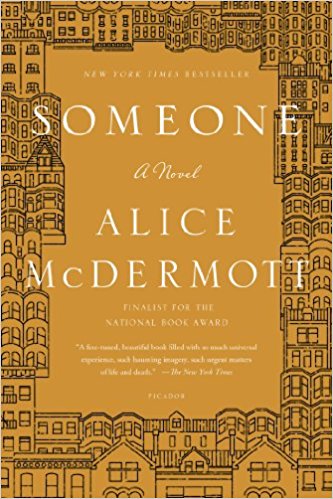 NEW YORK TIMES BESTSELLER
SOMEONE
A Novel
ALICE
McDERMOTT
FINALIST FOR THE
NATIONAL BOOK AWARD
"A fine-tuned, beautiful book filled with so much universal
experience, such haunting imagery, such urgent matters
of life and death." —The New York Times
PICADOR